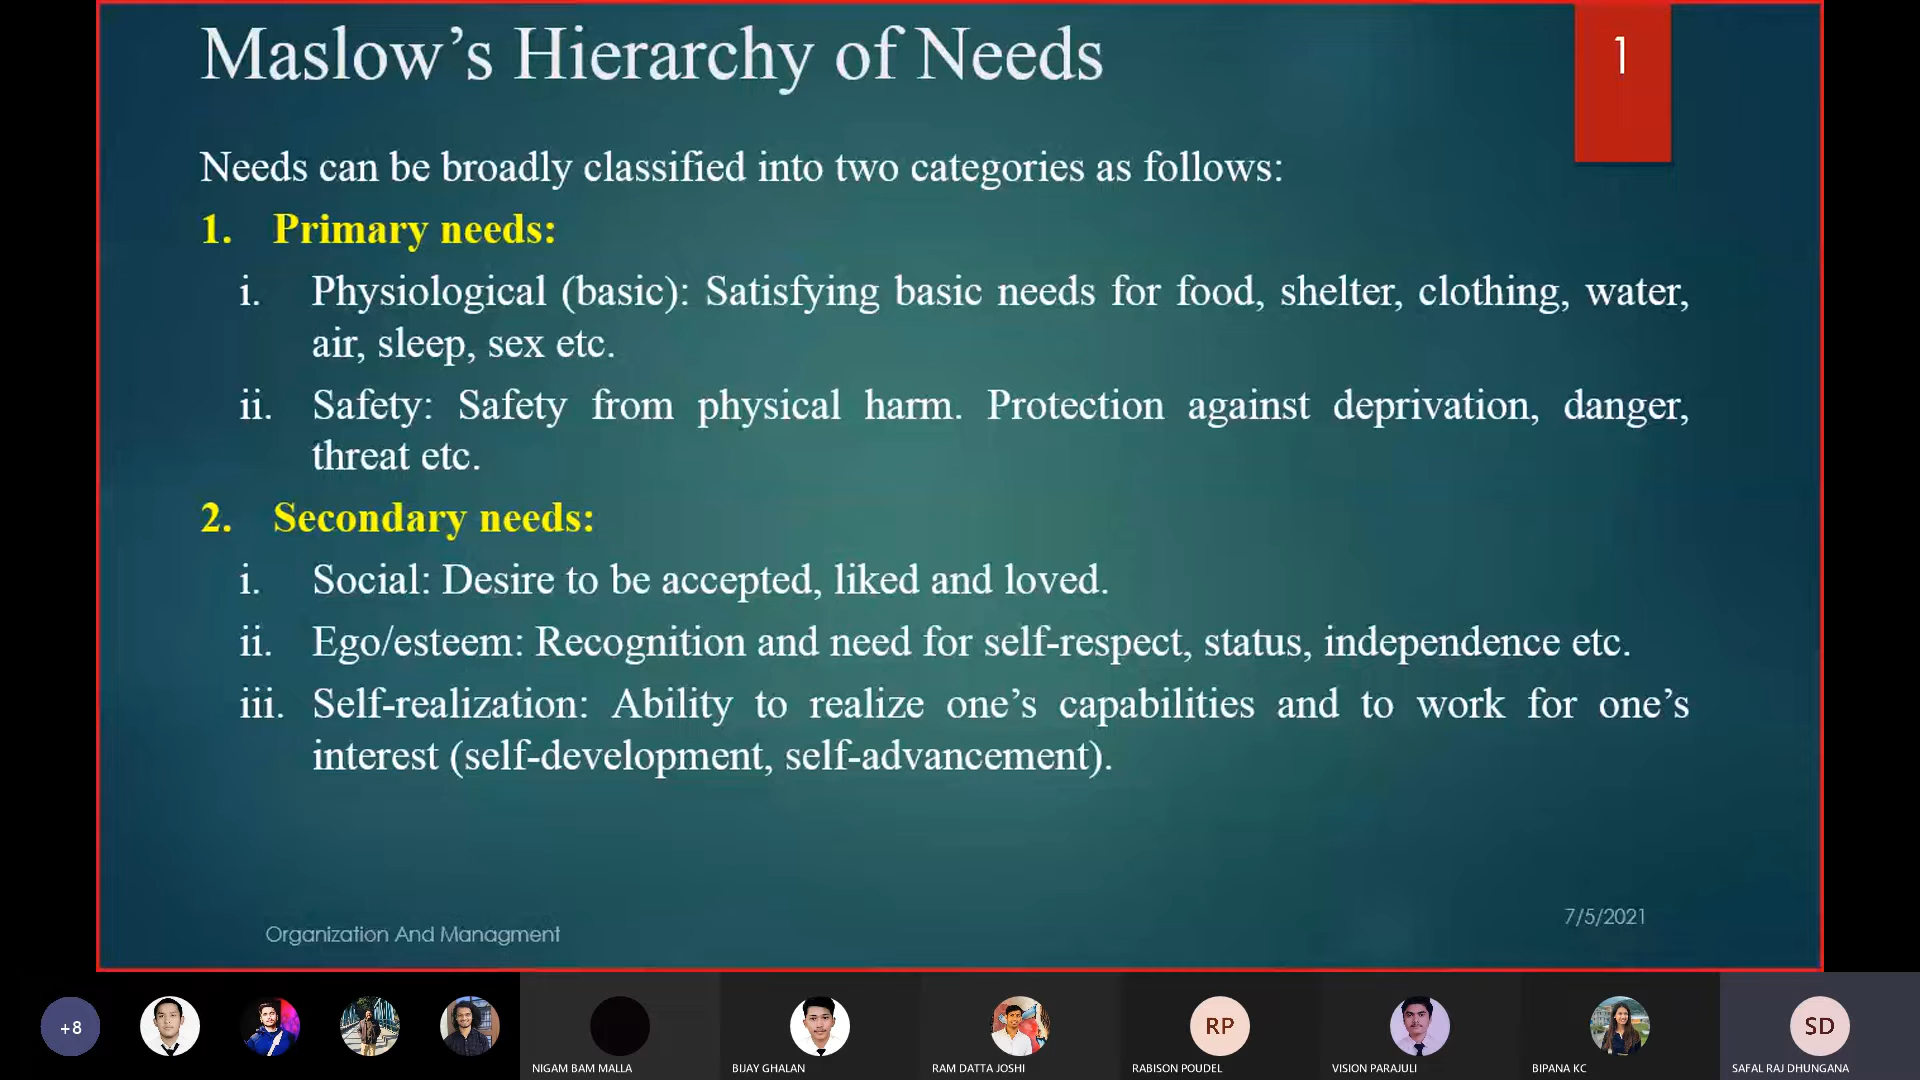 Maslow’s Hierarchy of Needs
1
Needs can be broadly classified into two categories as follows:
1. Primary needs:
i. Physiological (basic): Satisfying basic needs for food, shelter, clothing, water,
air, sleep, sex etc.
ii. Safety: Safety from physical harm. Protection against deprivation, danger,
threat etc.
2. Secondary needs:
i. Social: Desire to be accepted, liked and loved.
ii. Ego/esteem: Recognition and need for self-respect, status, independence etc.
iii. Self-realization: Ability to realize one’s capabilities and to work for one’s
interest (self-development, self-advancement).
7/5/2021
Organization And Managment
+8
RP
SD
NIGAM BAM MALLA
BIJAY GHALAN
RAM DATTA JOSHI
RABISON POUDEL
VISION PARAJULI
BIPANA KC
SAFAL RAJ DHUNGANA